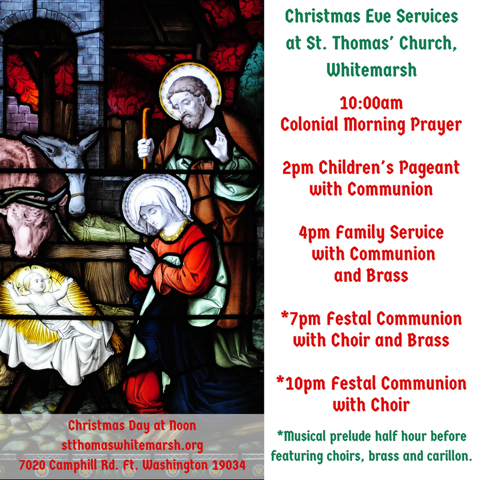 Christmas Eve Services
at St. Thomas' Church,
Whitemarsh
10:00am
Colonial Morning Prayer
2pm Children's Pageant
with Communion
4pm Family Service
with Communion
and Brass
*7pm Festal Communion
with Choir and Brass
*10pm Festal Communion
with Choir
*Musical prelude half hour before
featuring choirs, brass and carillon.
Christmas Day at Noon
stthomaswhitemarsh.org
7020 Camphill Rd. Ft. Washington 19034